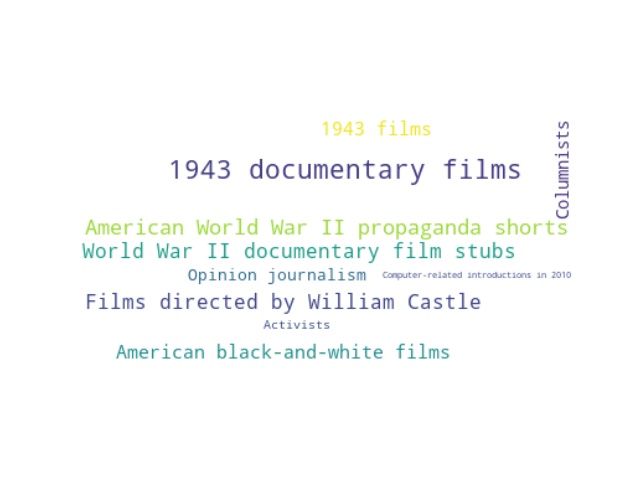 1943 films
Columnists
1943 documentary films
American World War II propaganda shorts
World War II documentary film stubs
Opinion journalism
Computer-related introductions in 2010
Films directed by William Castle
Activists
American black-and-white films